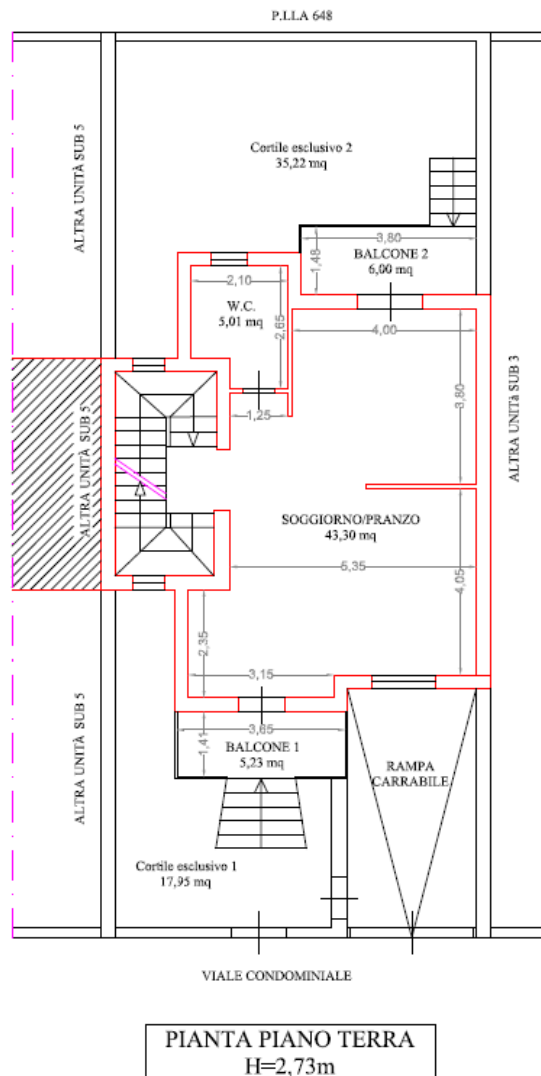 P.LLA 648
ALTRA UNITÀ SUB 5
Cortile esclusivo 2
35,22 mq
3,80
BALCONE 2
6,00 mq
1,48
2,10
W.C.
5,01 mq
2,65
4,00
3,80
ALTRA UNITà SUB 3
1,25
ALTRA UNITÀ SUB 5
SOGGIORNO/PRANZO
43,30 mq
5,35
4,05
2,35
3,15
3,65
1,41
BALCONE 1
5,23 mq
RAMPA
CARRABILE
ALTRA UNITÀ SUB 5
Cortile esclusivo 1
17,95 mq
VIALE CONDOMINIALE
PIANTA PIANO TERRA
H=2,73m